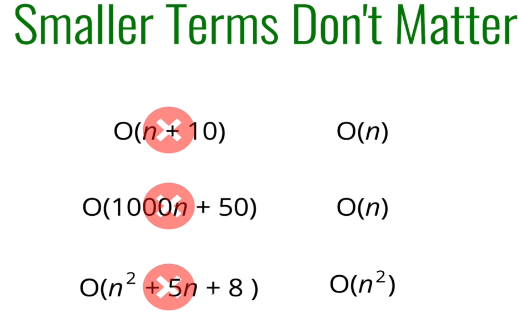 Smaller Terms Don't Matter
O(n + 10) O(n)
O(1000n + 50) O(n)
O(n² + 5n + 8 ) O(n²)